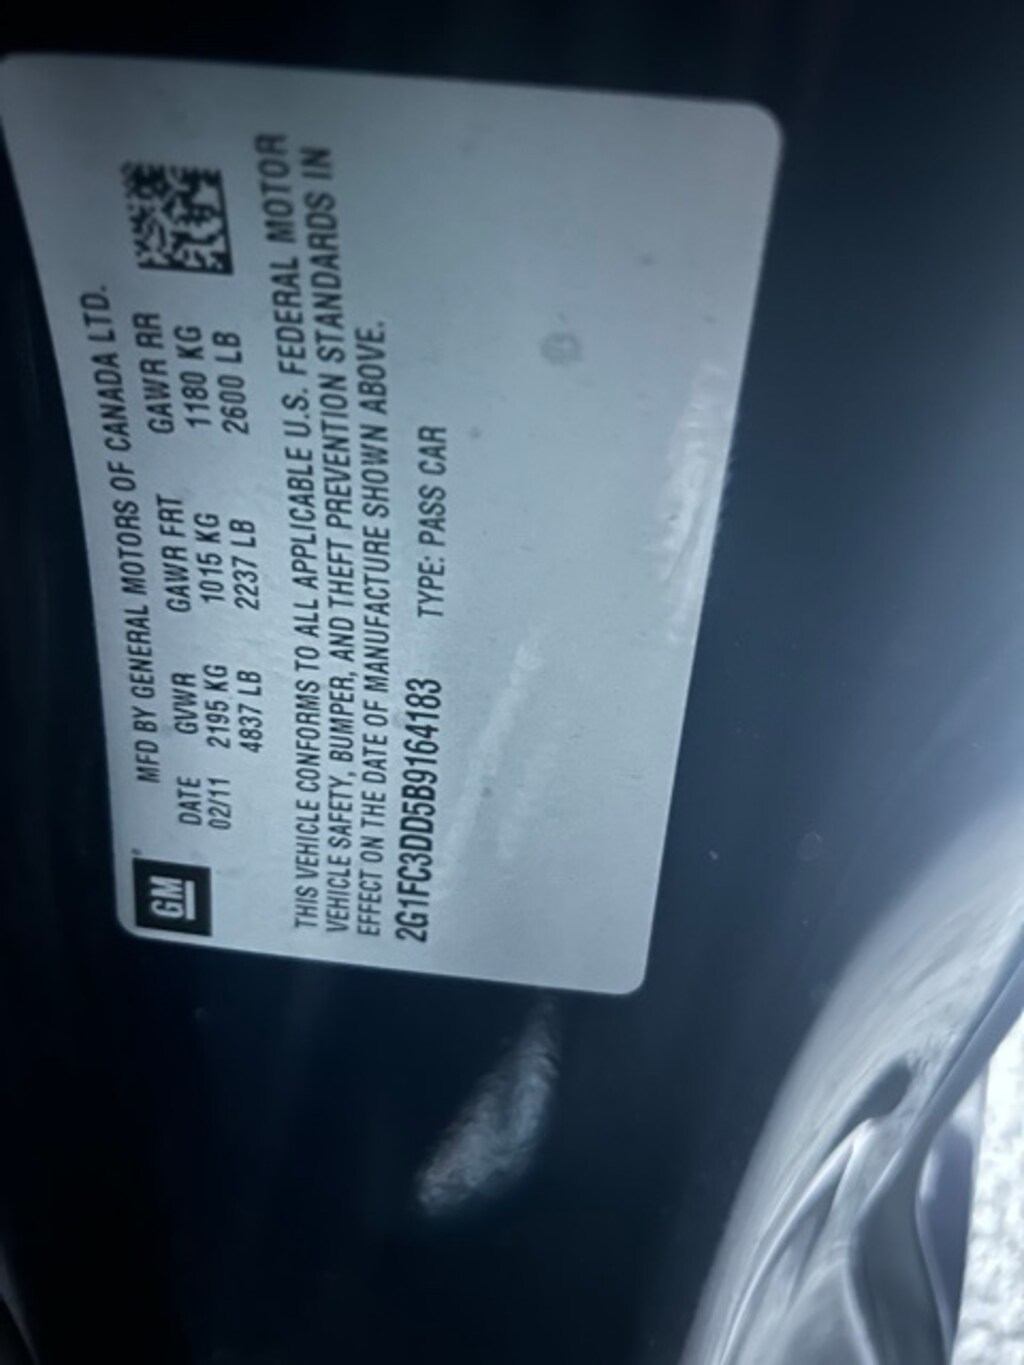 GM
MFD BY GENERAL MOTORS OF CANADA LTD.
DATE GVWR GAWR FRT GAWR RR
02/11 2195 KG 1015 KG 1180 KG
4837 LB 2237 LB 2600 LB
THIS VEHICLE CONFORMS TO ALL APPLICABLE U.S. FEDERAL MOTOR
VEHICLE SAFETY, BUMPER, AND THEFT PREVENTION STANDARDS IN
EFFECT ON THE DATE OF MANUFACTURE SHOWN ABOVE.
2G1FC3DD5B9164183 TYPE: PASS CAR